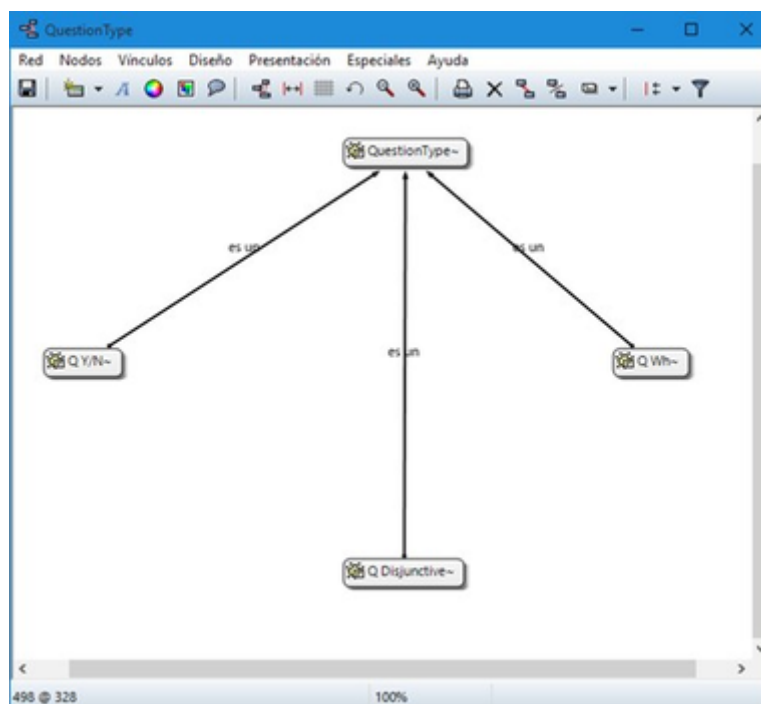 QuestionType
Red Nodos Vínculos Diseño Presentación Especiales Ayuda
QuestionType~
es un
es un
es un
Q Y/N~
Q Wh~
Q Disjunctive~
498 @ 328
100%